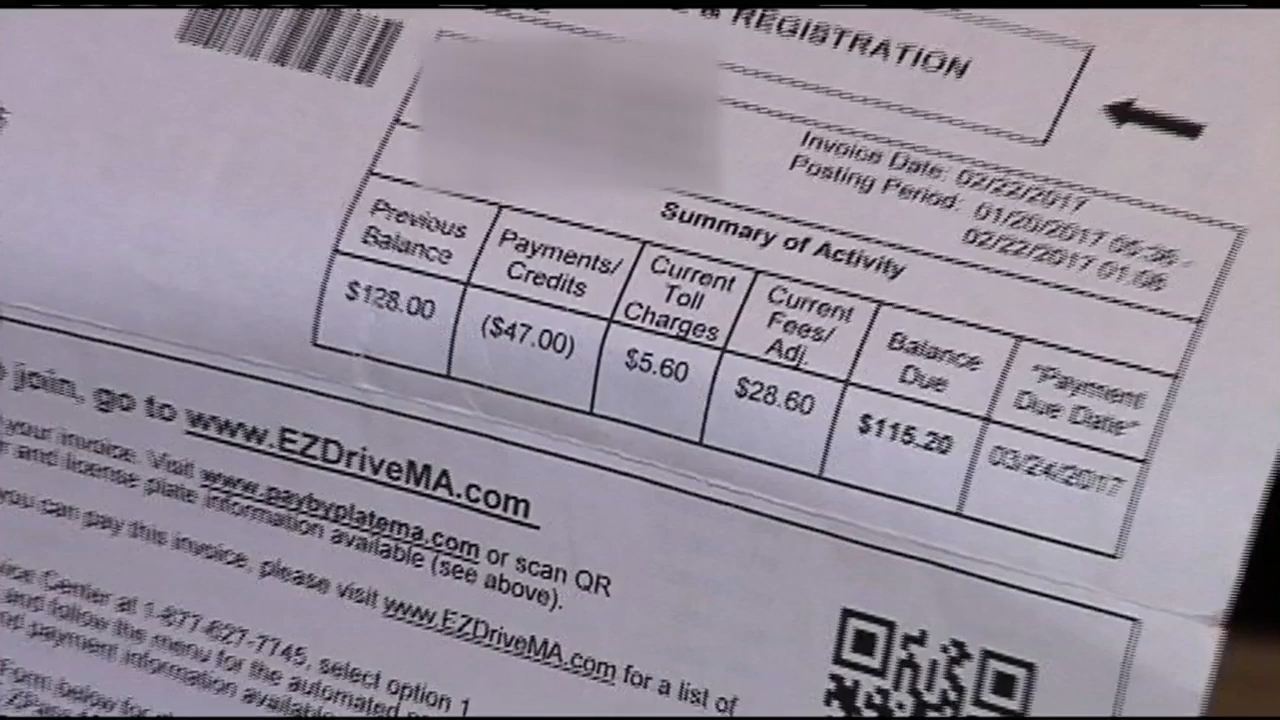 & REGISTRATION
Invoice Date: 02/22/2017
Posting Period: 01/20/2017
02/22/2017
Summary of Activity
Previous Balance
Payments/ Credits
Current Toll Charges
Current Fees/ Adj.
Balance Due
*Payment Due Date*
$128.00
($47.00)
$5.60
$28.60
$115.20
03/24/2017
join, go to www.EZDriveMA.com
your invoice. Visit www.paybyplatema.com or scan QR
and license plate information available (see above).
you can pay this invoice, please visit www.EZDriveMA.com for a list of
Center at 1-877-627-7745, select option 1
and follow the menu for the automated
payment information
Form below for